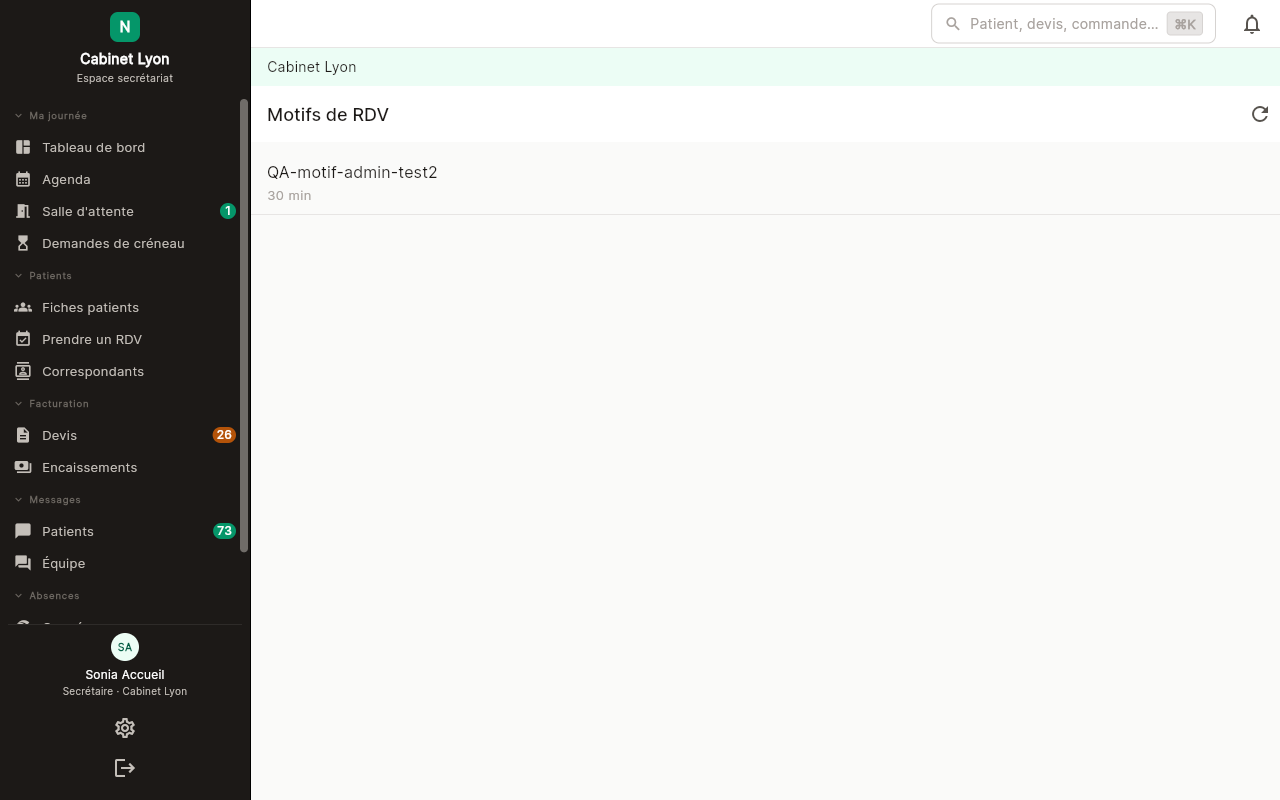 N
Cabinet Lyon
Espace secrétariat
Ma journée
Tableau de bord
Agenda
Salle d'attente 1
Demandes de créneau
Patients
Fiches patients
Prendre un RDV
Correspondants
Facturation
Devis 26
Encaissements
Messages
Patients 73
Équipe
Absences
SA
Sonia Accueil
Secrétaire · Cabinet Lyon
Patient, devis, commande... ⌘K
Cabinet Lyon
Motifs de RDV
QA-motif-admin-test2
30 min